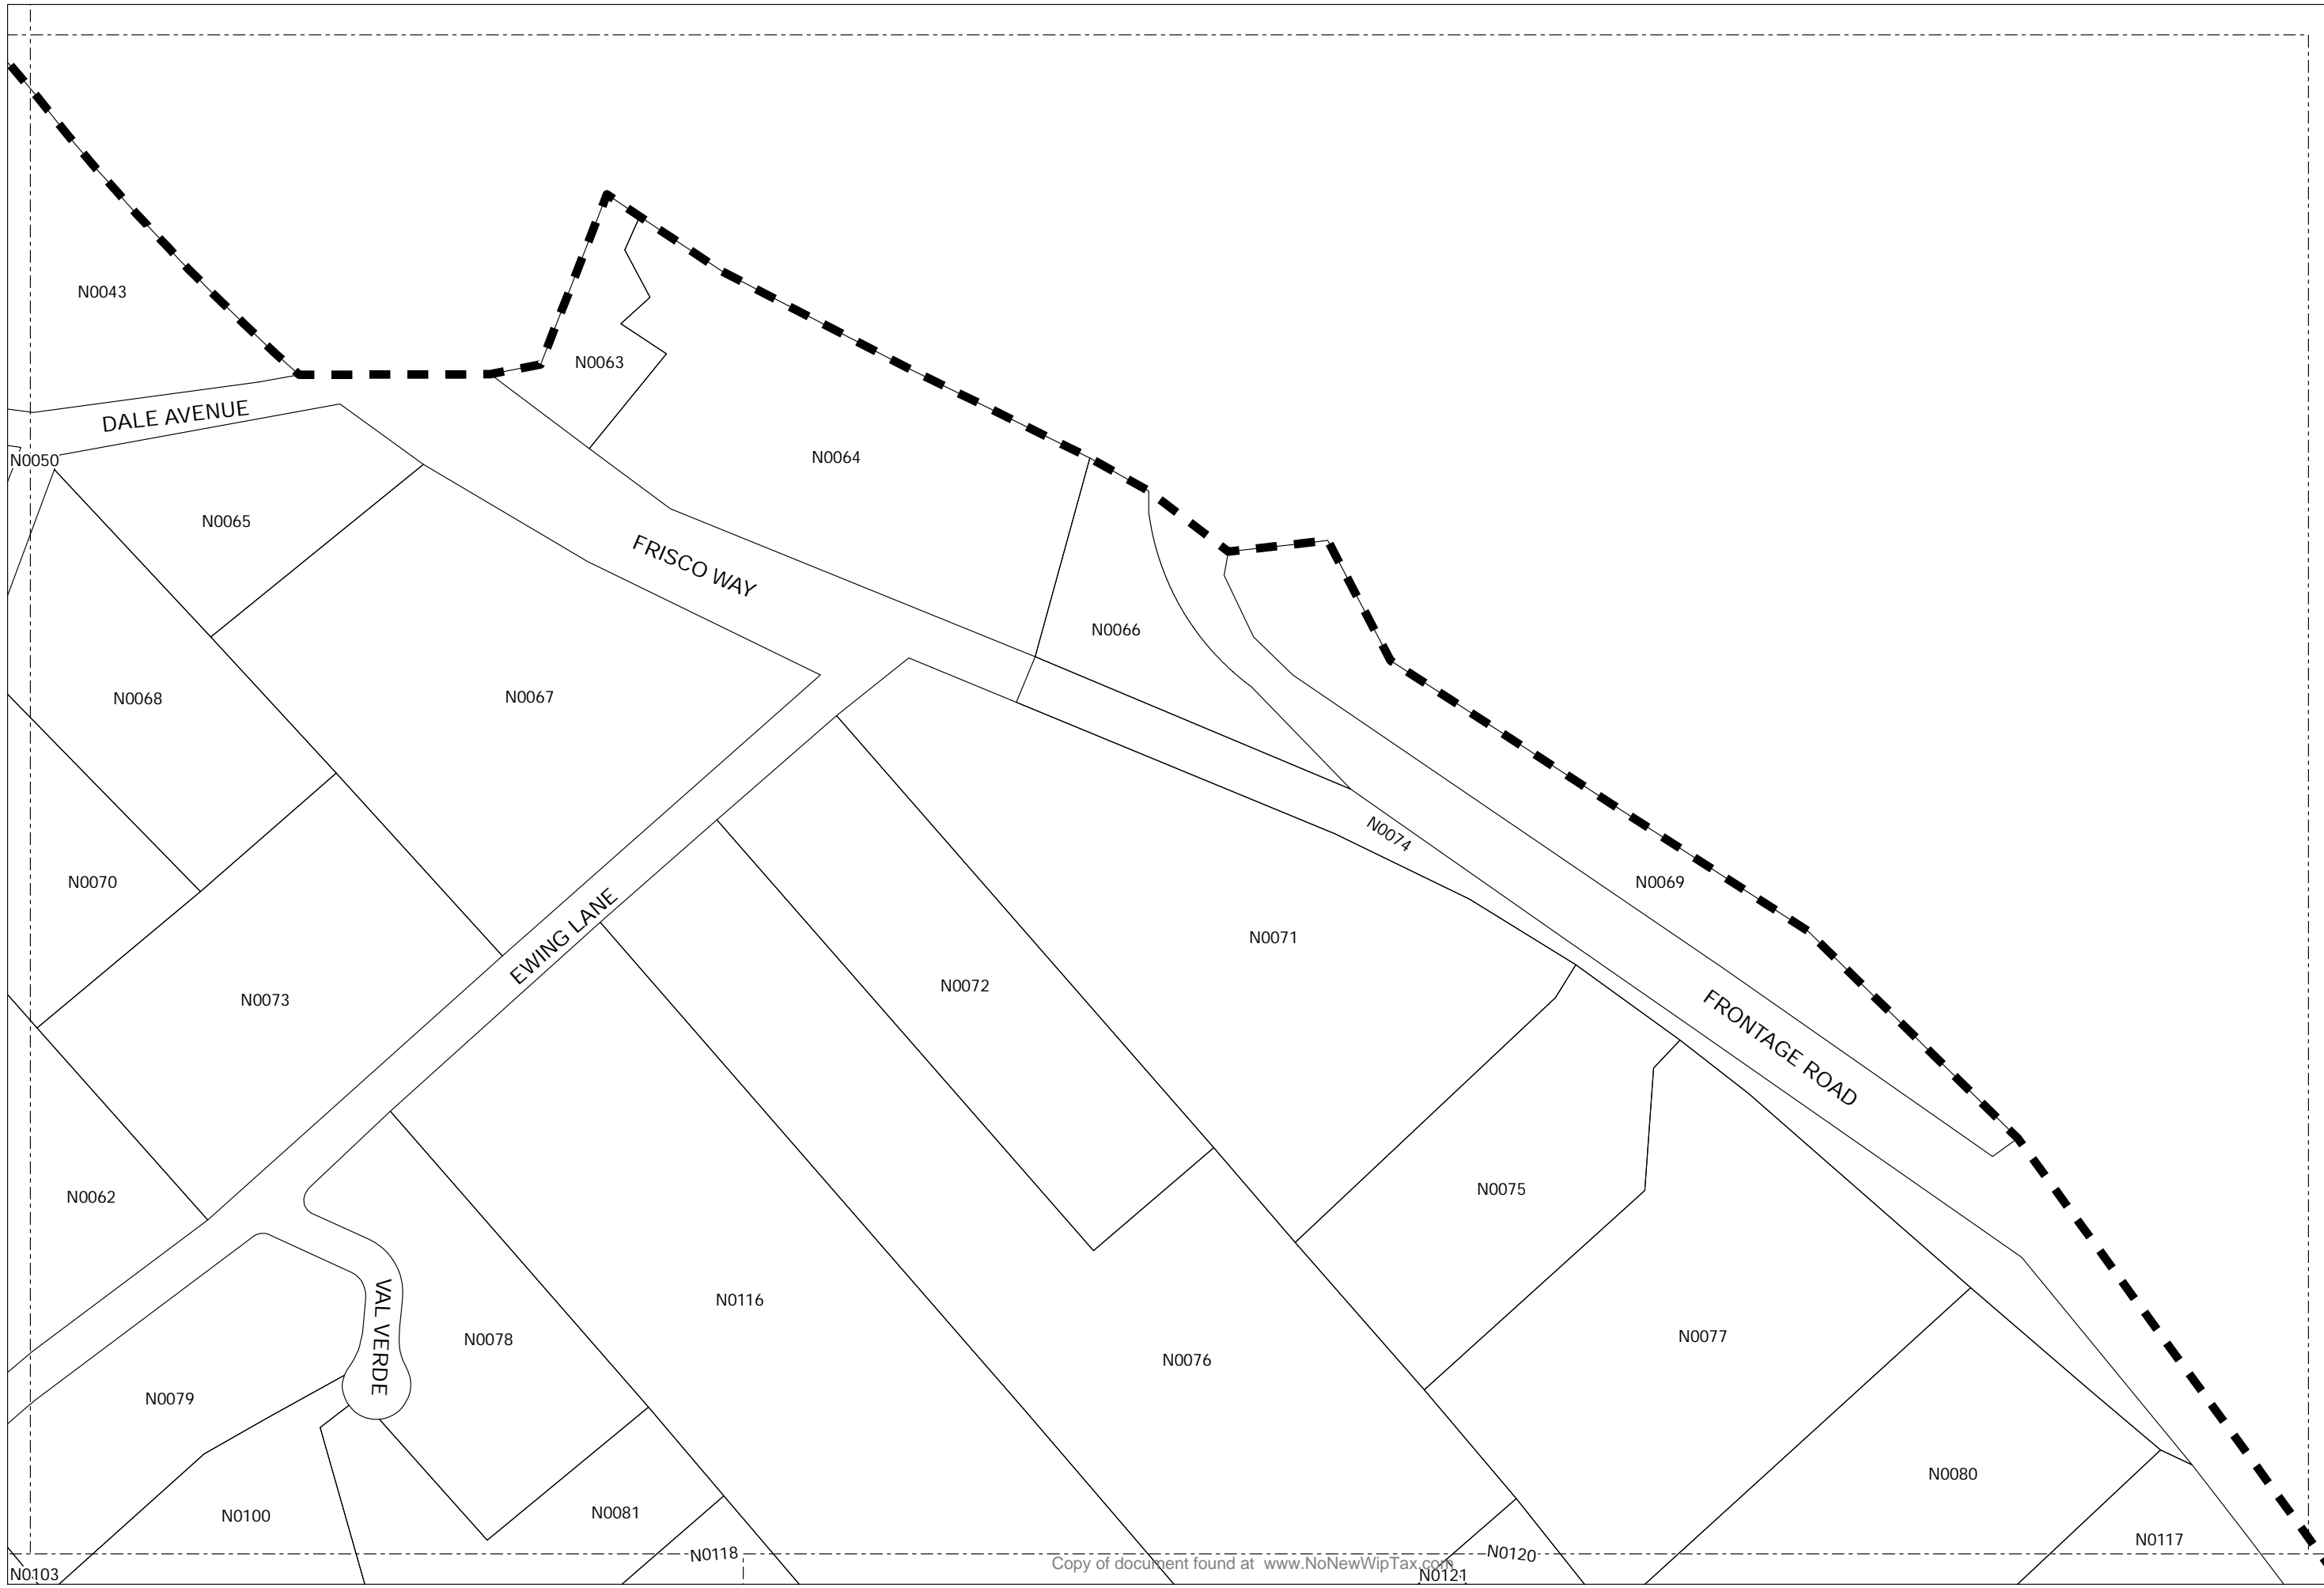 N0043
N0063
DALE AVENUE
N0050
N0064
N0065
FRISCO WAY
N0066
N0068
N0067
N0074
N0070
N0069
EWING LANE
N0071
N0073
N0072
FRONTAGE ROAD
N0062
N0075
N0116
VAL VERDE
N0078
N0077
N0076
N0079
N0080
N0100
N0081
N0117
N0118
N0120
Copy of document found at www.NoNewWipTax.com
N0103
N0121